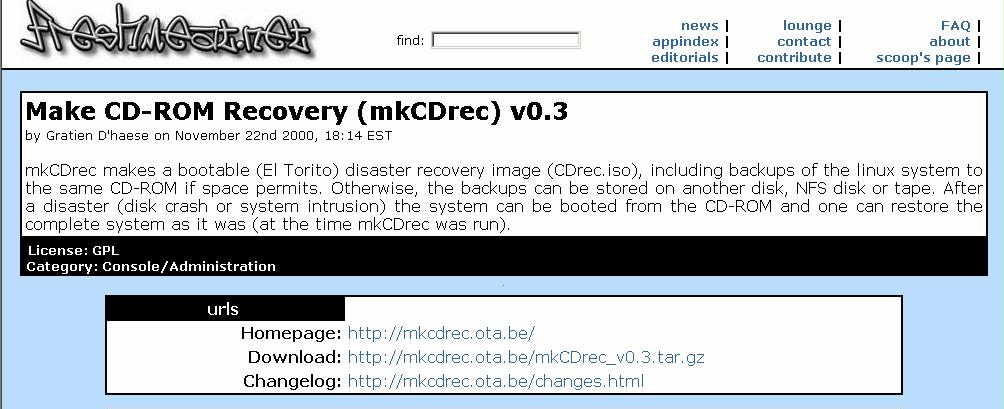 freshmeat.net
find:
news | lounge | FAQ |
appindex | contact | about |
editorials | contribute | scoop's page |
Make CD-ROM Recovery (mkCDrec) v0.3
by Gratien D'haese on November 22nd 2000, 18:14 EST
mkCDrec makes a bootable (El Torito) disaster recovery image (CDrec.iso), including backups of the linux system to
the same CD-ROM if space permits. Otherwise, the backups can be stored on another disk, NFS disk or tape. After
a disaster (disk crash or system intrusion) the system can be booted from the CD-ROM and one can restore the
complete system as it was (at the time mkCDrec was run).
License: GPL
Category: Console/Administration
urls
Homepage: http://mkcdrec.ota.be/
Download: http://mkcdrec.ota.be/mkCDrec_v0.3.tar.gz
Changelog: http://mkcdrec.ota.be/changes.html